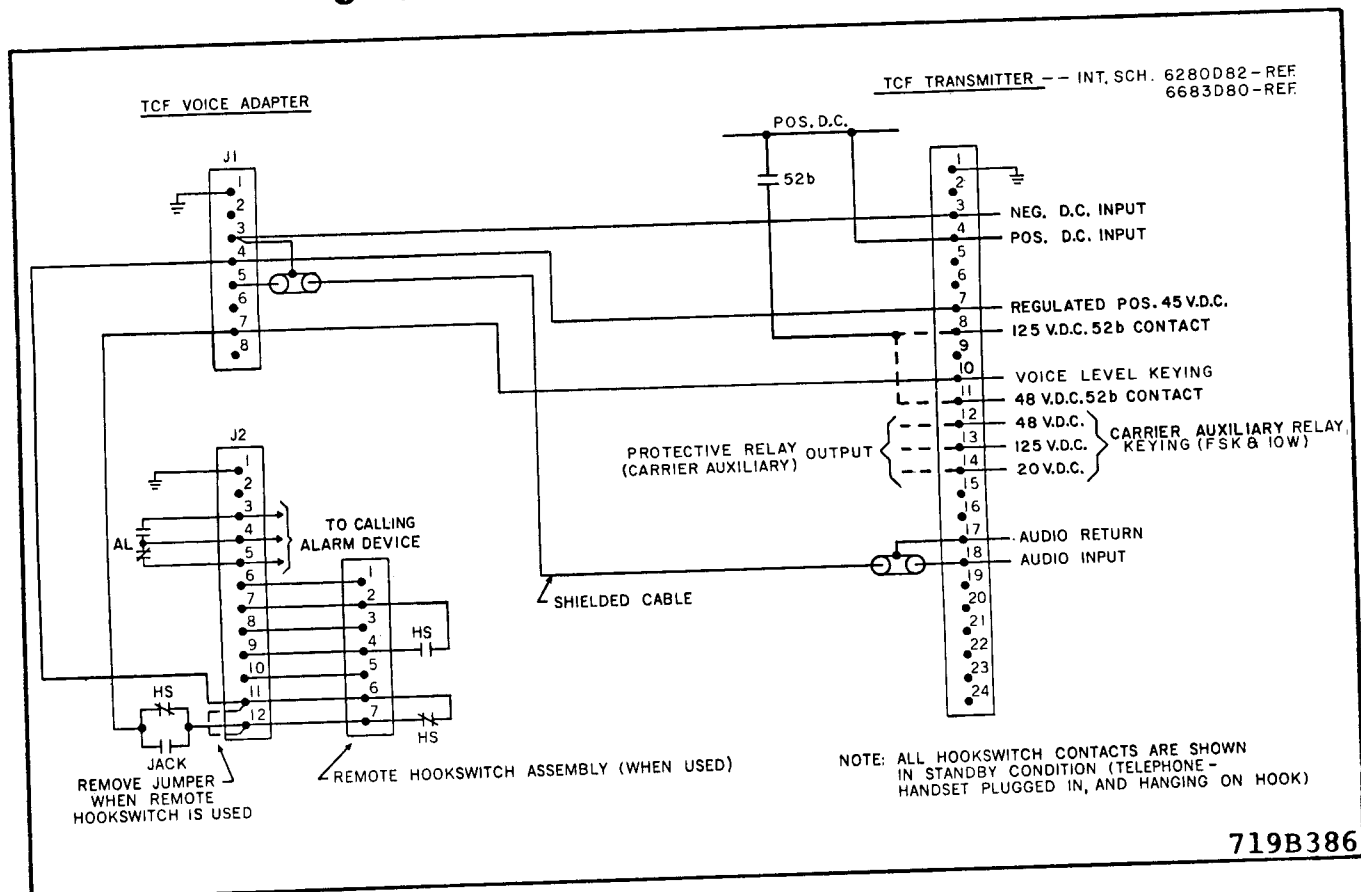 TCF VOICE ADAPTER
TCF TRANSMITTER -- INT. SCH. 6280D82-REF.
6683D80-REF.
POS. D.C.
52b
J1
1
2
3
4
5
6
7
8
J2
1
2
3
4
5
6
7
8
9
10
11
12
AL
TO CALLING
ALARM DEVICE
1
2
3
4
5
6
7
HS
HS
HS
JACK
REMOVE JUMPER
WHEN REMOTE
HOOKSWITCH IS USED
REMOTE HOOKSWITCH ASSEMBLY (WHEN USED)
SHIELDED CABLE
PROTECTIVE RELAY
(CARRIER AUXILIARY)
OUTPUT
1
2
3 NEG. D.C. INPUT
4 POS. D.C. INPUT
5
6
7 REGULATED POS. 45 V.D.C.
8 125 V.D.C. 52b CONTACT
9
10 VOICE LEVEL KEYING
11 48 V.D.C. 52b CONTACT
12 48 V.D.C.
13 125 V.D.C.
14 20 V.D.C.
CARRIER AUXILIARY RELAY
KEYING (FSK & 10W)
15
16
17 AUDIO RETURN
18 AUDIO INPUT
19
20
21
22
23
24
NOTE: ALL HOOKSWITCH CONTACTS ARE SHOWN
IN STANDBY CONDITION (TELEPHONE-
HANDSET PLUGGED IN, AND HANGING ON HOOK)
719B386